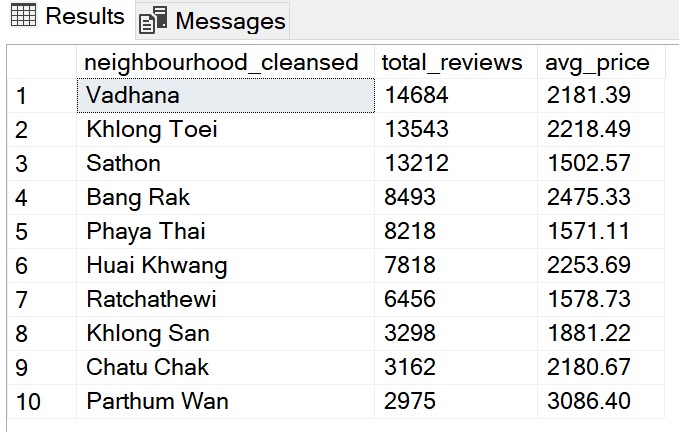 Results Messages
neighbourhood_cleansed total_reviews avg_price
1 Vadhana 14684 2181.39
2 Khlong Toei 13543 2218.49
3 Sathon 13212 1502.57
4 Bang Rak 8493 2475.33
5 Phaya Thai 8218 1571.11
6 Huai Khwang 7818 2253.69
7 Ratchathewi 6456 1578.73
8 Khlong San 3298 1881.22
9 Chatu Chak 3162 2180.67
10 Parthum Wan 2975 3086.40